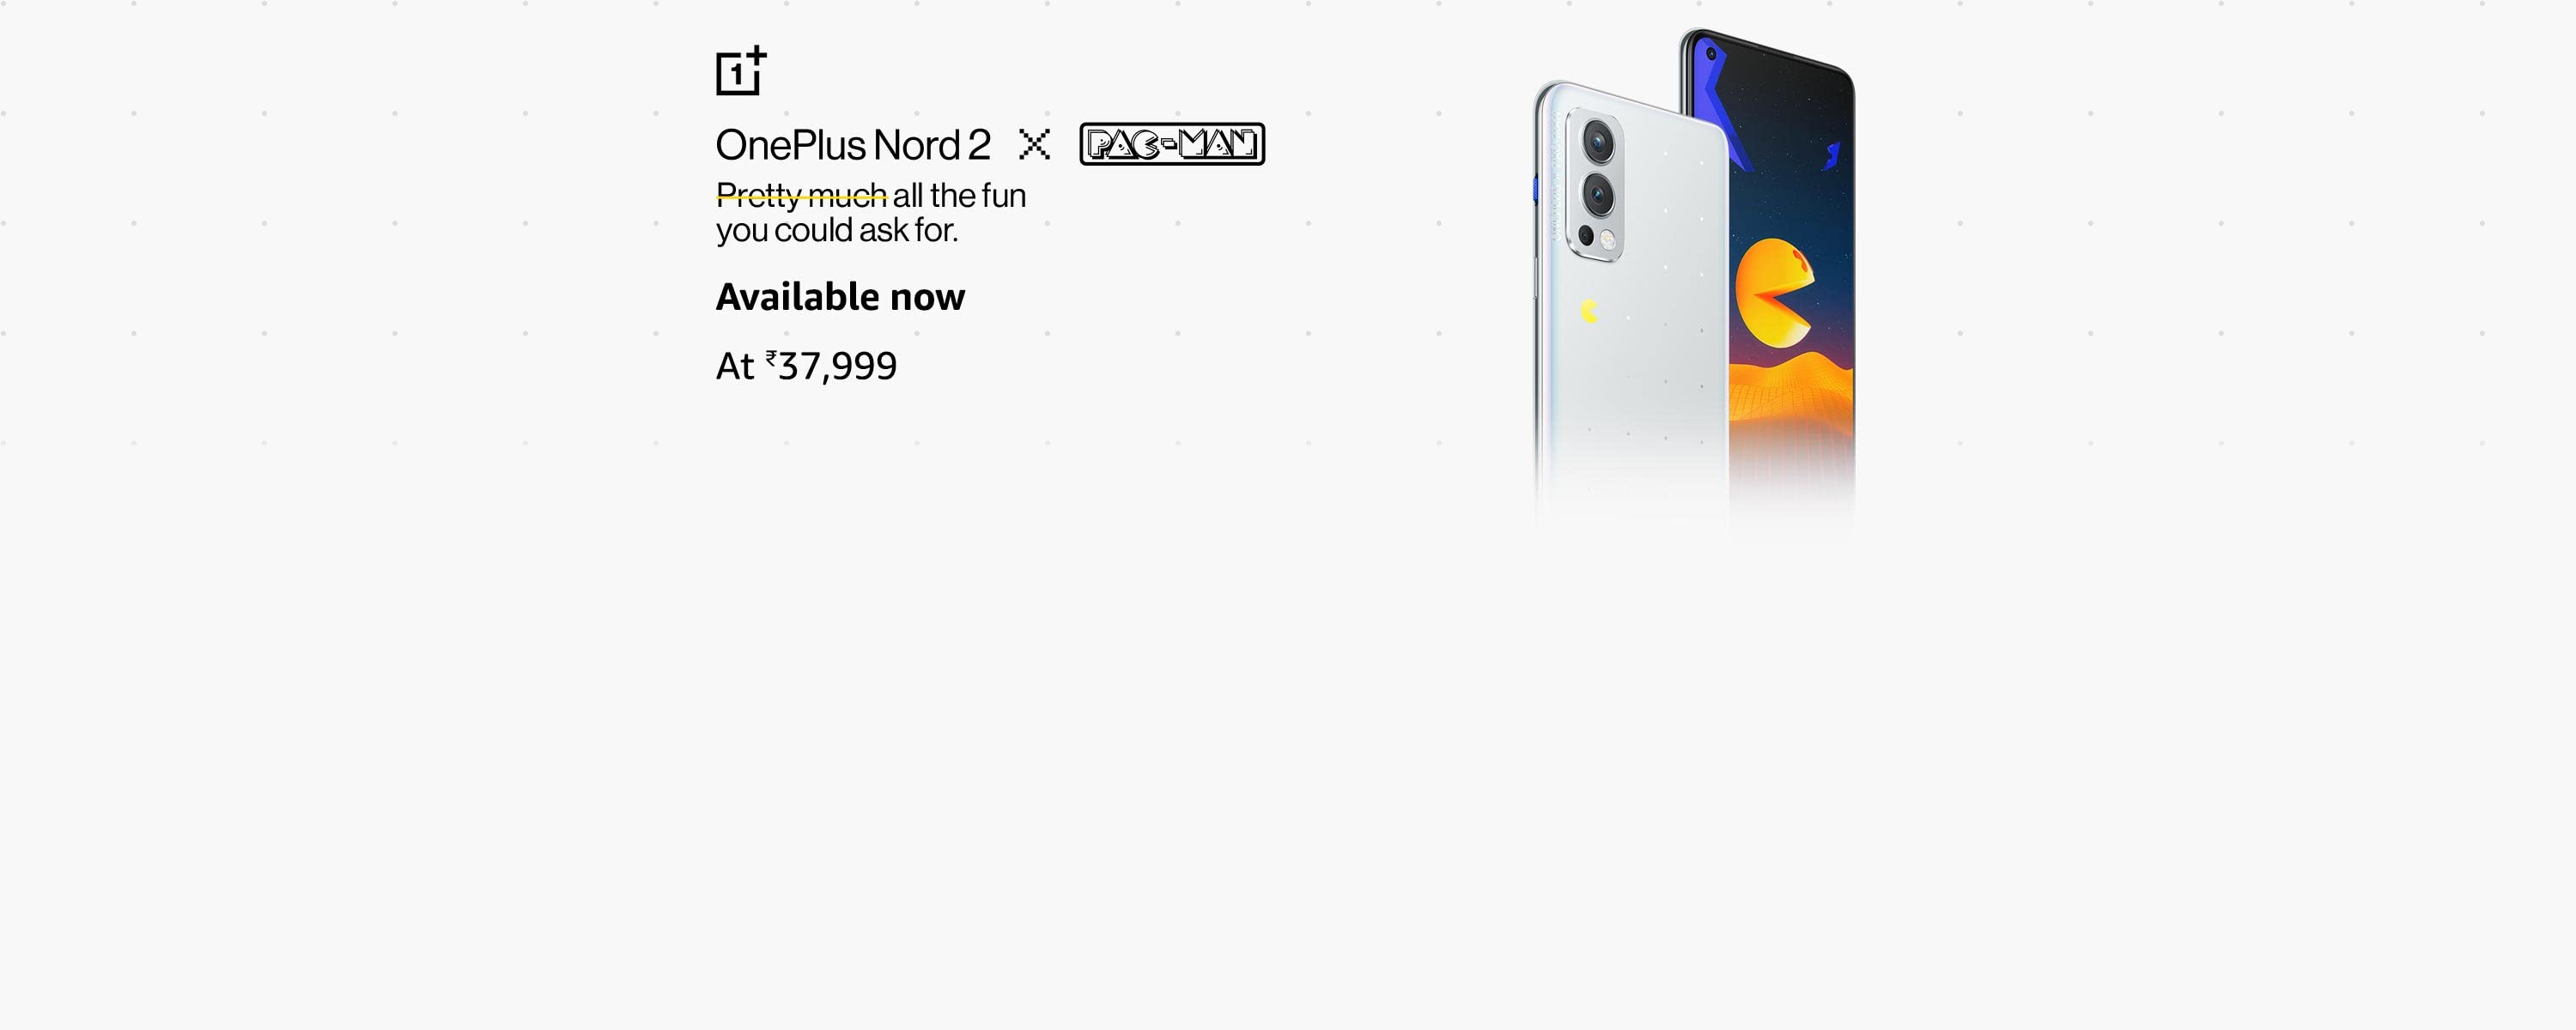 1+
OnePlus Nord 2 X PAC-MAN
Pretty much all the fun
you could ask for.
Available now
At ₹37,999